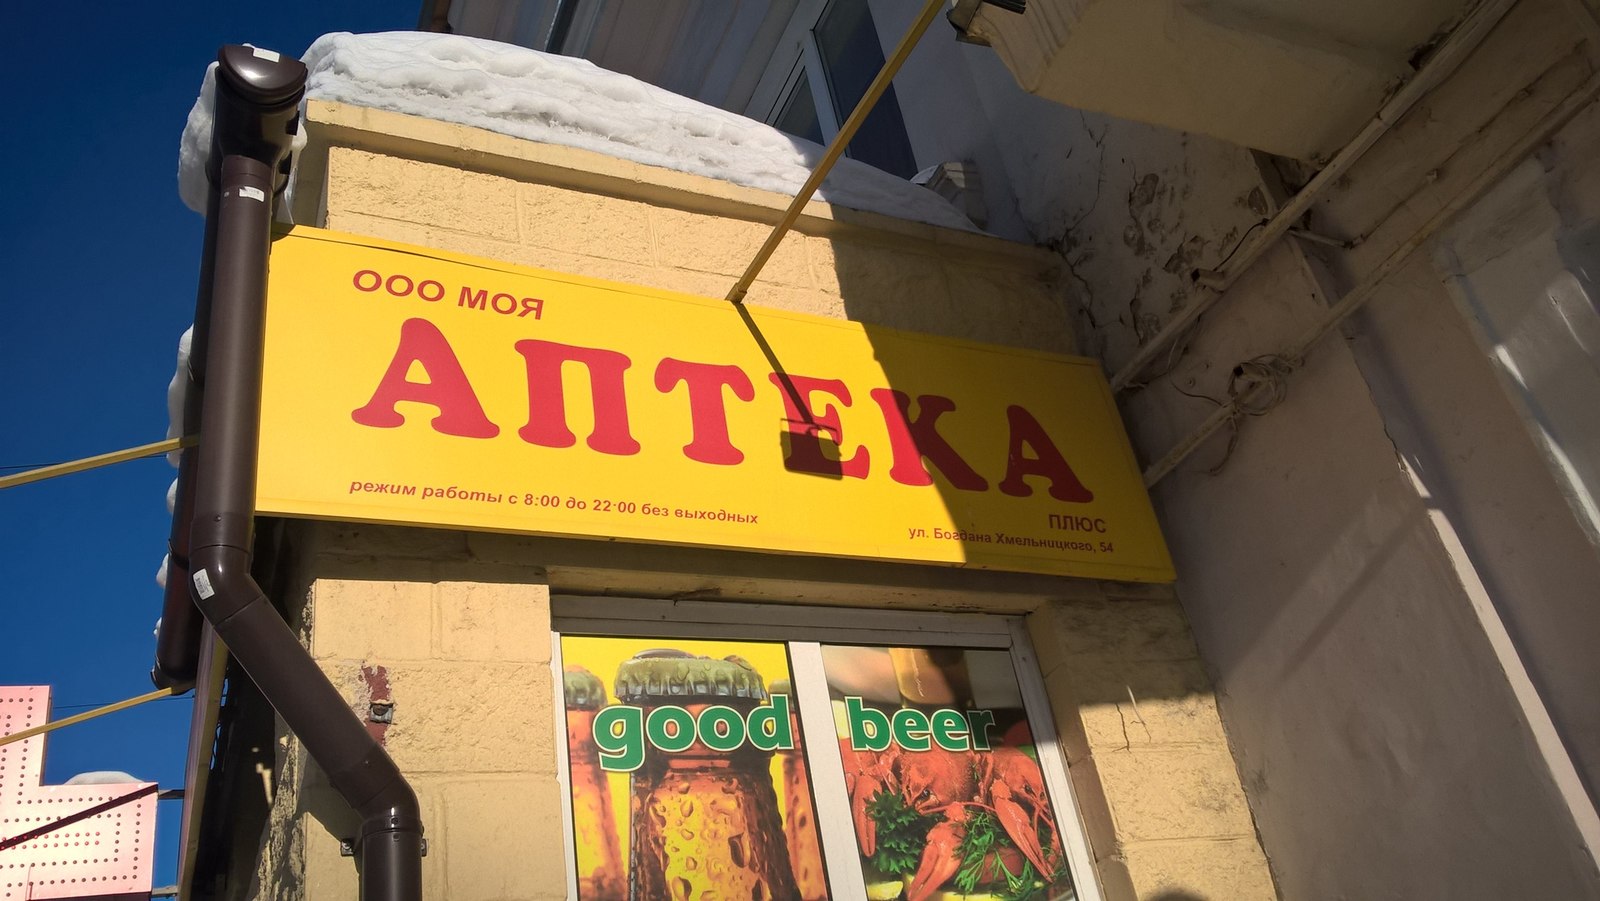 ООО МОЯ
АПТЕКА
ПЛЮС
режим работы с 8:00 до 22:00 без выходных
ул. Богдана Хмельницкого, 54
good beer